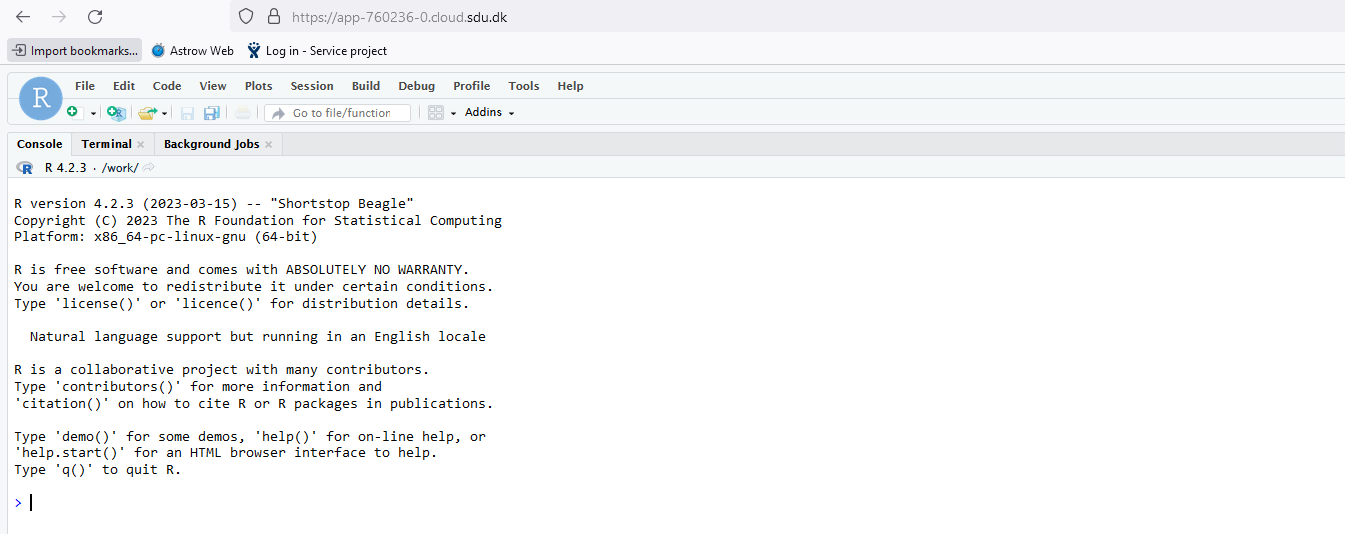 https://app-760236-0.cloud.sdu.dk
Import bookmarks... Astrow Web Log in - Service project
R File Edit Code View Plots Session Build Debug Profile Tools Help
Go to file/function Addins
Console Terminal Background Jobs
R 4.2.3 · /work/
R version 4.2.3 (2023-03-15) -- "Shortstop Beagle"
Copyright (C) 2023 The R Foundation for Statistical Computing
Platform: x86_64-pc-linux-gnu (64-bit)
R is free software and comes with ABSOLUTELY NO WARRANTY.
You are welcome to redistribute it under certain conditions.
Type 'license()' or 'licence()' for distribution details.
Natural language support but running in an English locale
R is a collaborative project with many contributors.
Type 'contributors()' for more information and
'citation()' on how to cite R or R packages in publications.
Type 'demo()' for some demos, 'help()' for on-line help, or
'help.start()' for an HTML browser interface to help.
Type 'q()' to quit R.
>